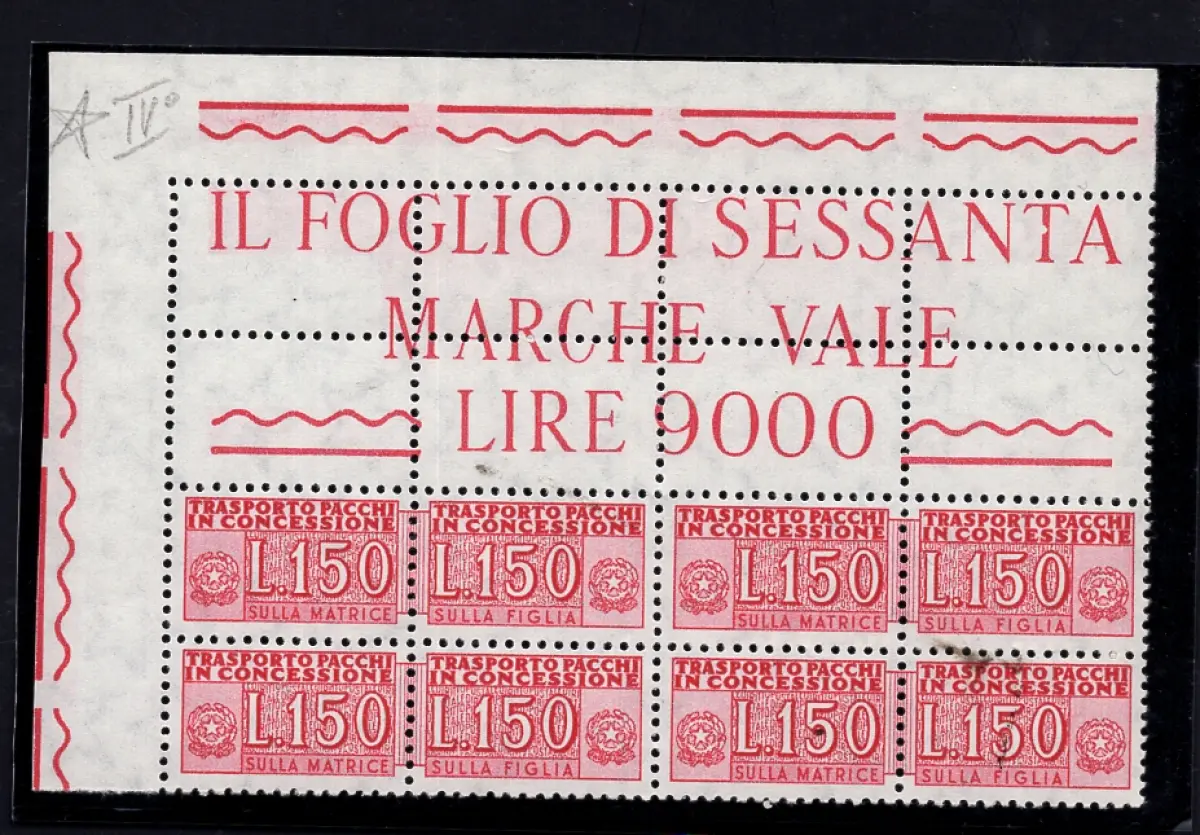 IV°
IL FOGLIO DI SESSANTA
MARCHE VALE
LIRE 9000
TRASPORTO PACCHI IN CONCESSIONE L.150 SULLA MATRICE
TRASPORTO PACCHI IN CONCESSIONE L.150 SULLA FIGLIA
TRASPORTO PACCHI IN CONCESSIONE L.150 SULLA MATRICE
TRASPORTO PACCHI IN CONCESSIONE L.150 SULLA FIGLIA
TRASPORTO PACCHI IN CONCESSIONE L.150 SULLA MATRICE
TRASPORTO PACCHI IN CONCESSIONE L.150 SULLA FIGLIA
TRASPORTO PACCHI IN CONCESSIONE L.150 SULLA MATRICE
TRASPORTO PACCHI IN CONCESSIONE L.150 SULLA FIGLIA